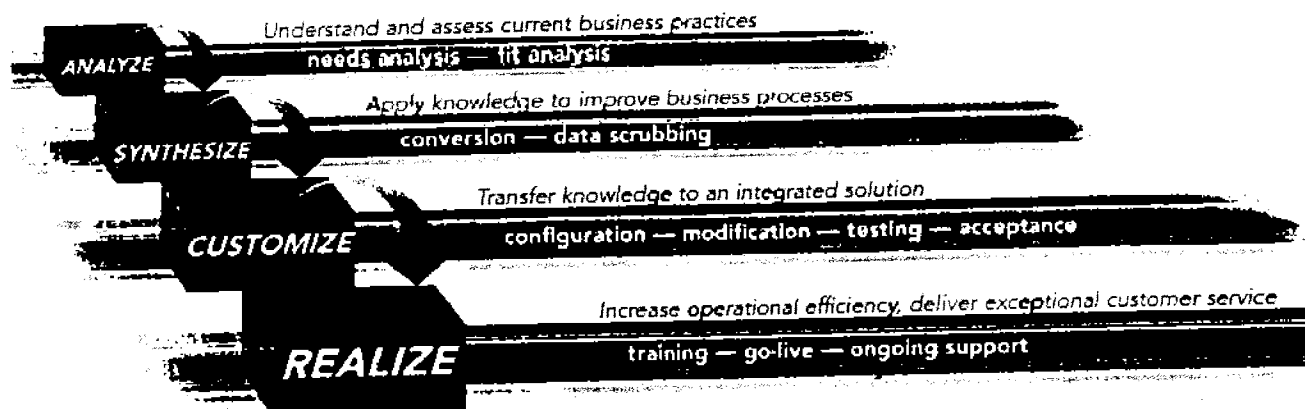 Understand and assess current business practices
ANALYZE
needs analysis — fit analysis
Apply knowledge to improve business processes
SYNTHESIZE
conversion — data scrubbing
Transfer knowledge to an integrated solution
CUSTOMIZE
configuration — modification — testing — acceptance
Increase operational efficiency, deliver exceptional customer service
REALIZE
training — go-live — ongoing support